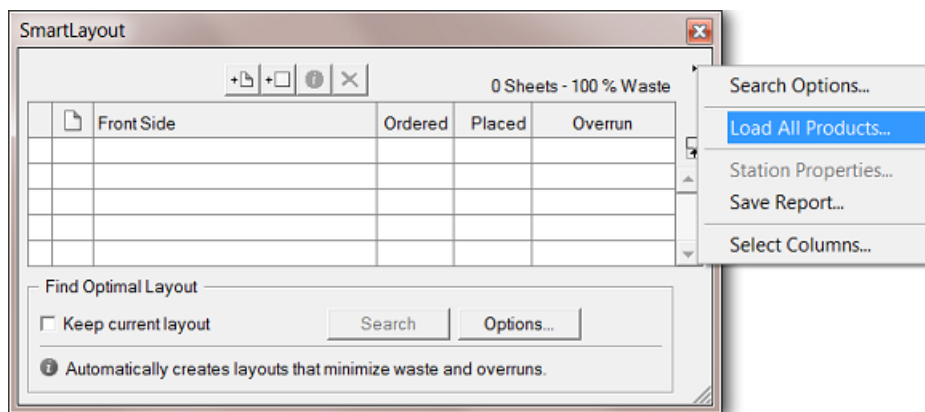 SmartLayout
0 Sheets - 100 % Waste
Front Side Ordered Placed Overrun
Search Options...
Load All Products...
Station Properties...
Save Report...
Select Columns...
Find Optimal Layout
Keep current layout Search Options...
Automatically creates layouts that minimize waste and overruns.